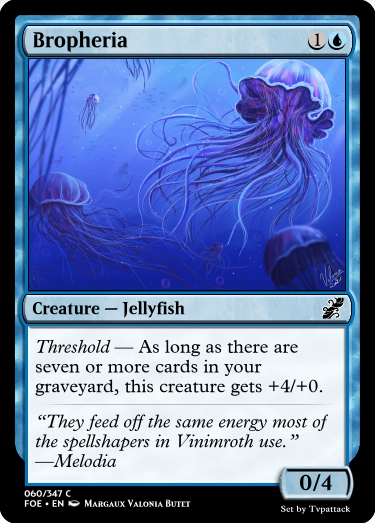 Bropheria 1
Creature — Jellyfish
Threshold — As long as there are
seven or more cards in your
graveyard, this creature gets +4/+0.
“They feed off the same energy most of
the spellshapers in Vinimroth use.”
—Melodia
0/4
060/347 C
FOE • EN Margaux Valonia Butet
Set by Tvpattack